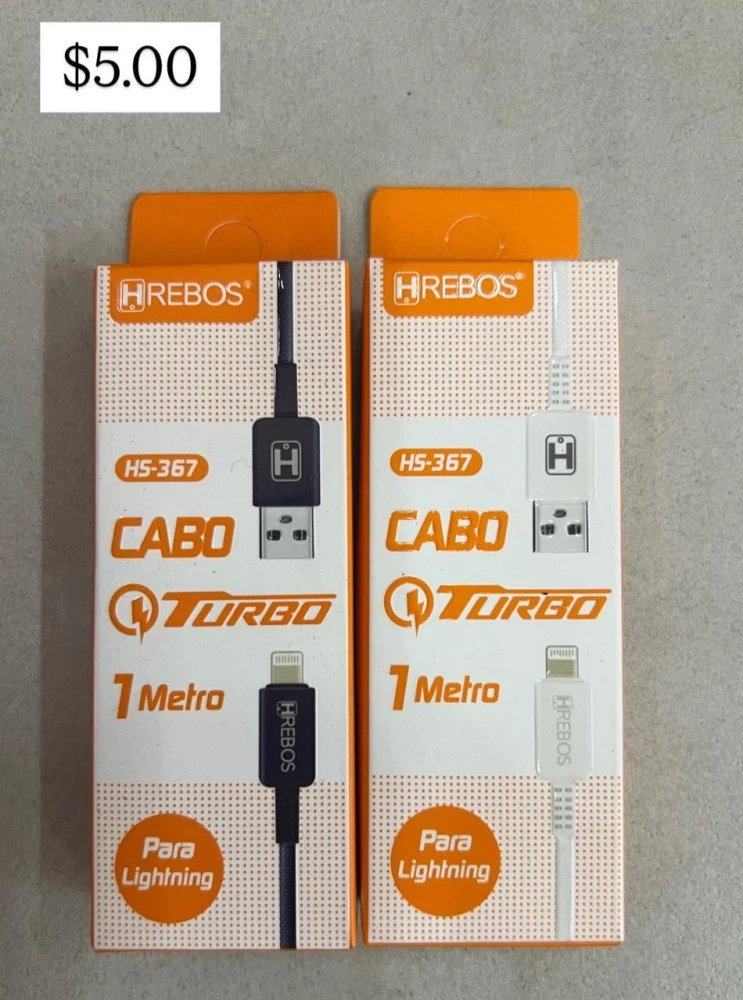 $5.00
HREBOS®
HS-367
H
CABO
TURBO
1 Metro
HREBOS
Para
Lightning
HREBOS®
HS-367
H
CABO
TURBO
1 Metro
HREBOS
Para
Lightning